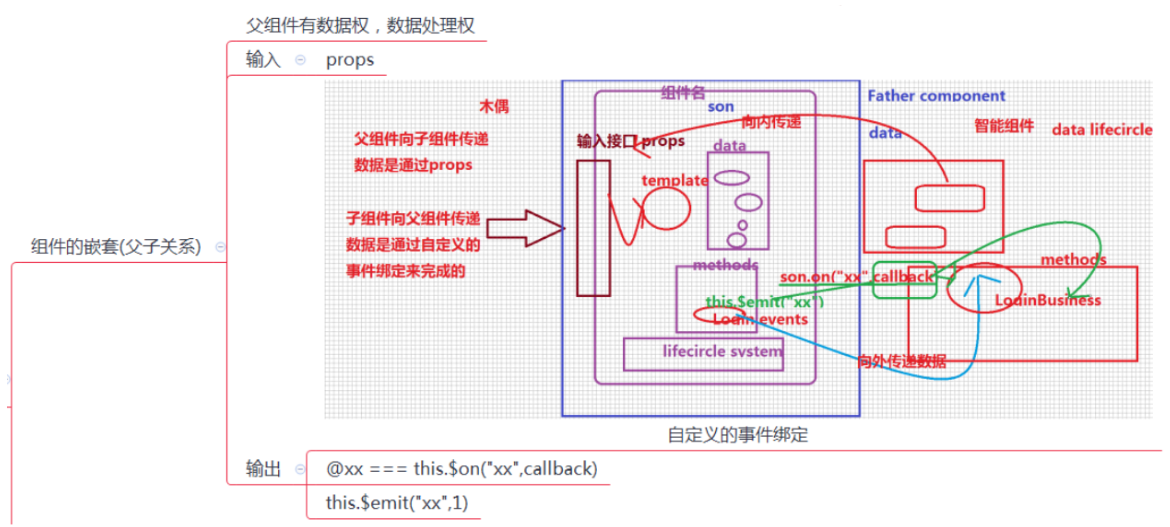 父组件有数据权，数据处理权
输入
props
组件名
son
Father component
木偶
向内传递
data
智能组件
data lifecircle
父组件向子组件传递
数据是通过props
输入接口 props
data
template
子组件向父组件传递
数据是通过自定义的
事件绑定来完成的
组件的嵌套(父子关系)
methods
methods
son.on("xx" callback
this.$emit("xx")
LoginBusiness
Login events
lifecircle system
向外传递数据
自定义的事件绑定
输出
@xx === this.$on("xx",callback)
this.$emit("xx",1)